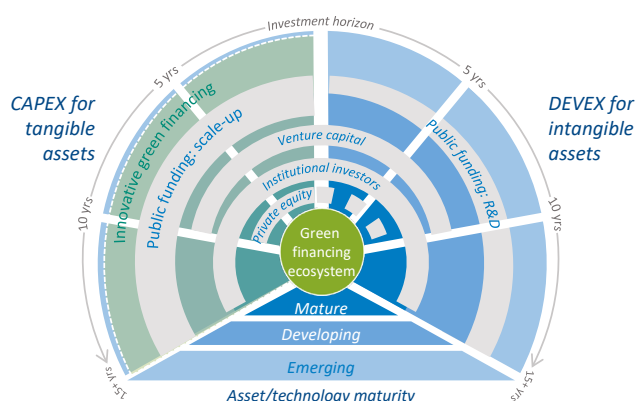 Investment horizon
5 yrs
5 yrs
CAPEX for
tangible
assets
DEVEX for
intangible
assets
Innovative green financing
Public funding: scale-up
Venture capital
Public funding: R&D
Institutional investors
Private equity
10 yrs
10 yrs
Green
financing
ecosystem
Mature
Developing
Emerging
15+ yrs
15+ yrs
Asset/technology maturity